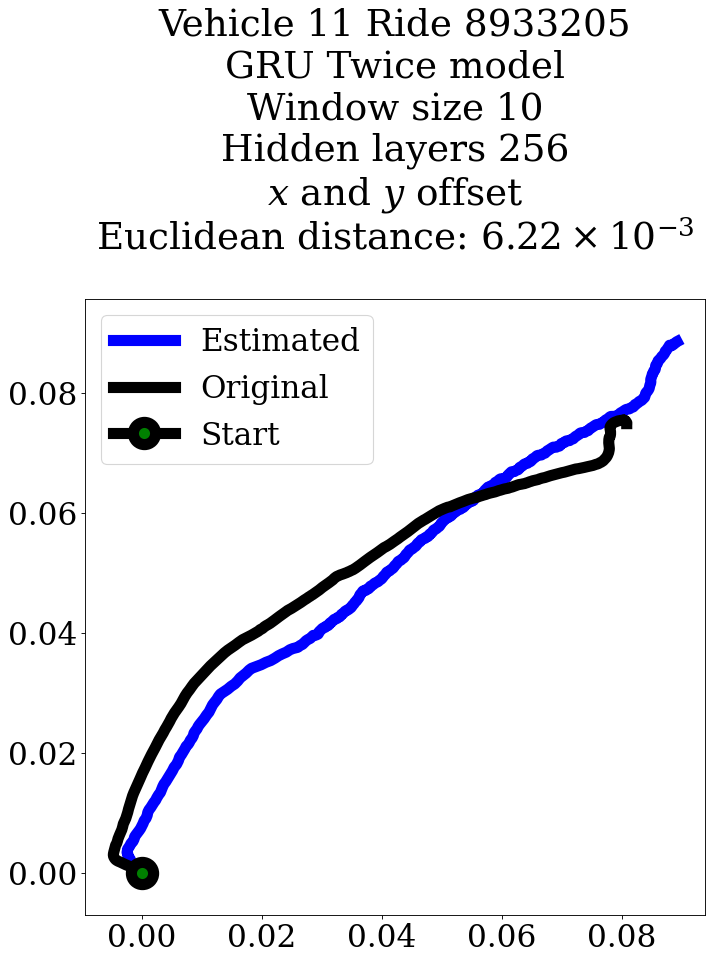 Vehicle 11 Ride 8933205
GRU Twice model
Window size 10
Hidden layers 256
x and y offset
Euclidean distance: 6.22 × 10⁻³
Estimated
Original
Start
0.08
0.06
0.04
0.02
0.00
0.00 0.02 0.04 0.06 0.08